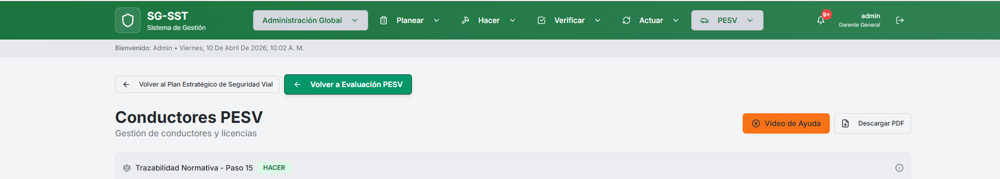 SG-SST
Sistema de Gestión
Administración Global
Planear
Hacer
Verificar
Actuar
PESV
9+
admin
Gerente General
Bienvenido: Admin • Viernes, 10 De Abril De 2026, 10:02 A. M.
Volver al Plan Estratégico de Seguridad Vial
Volver a Evaluación PESV
Conductores PESV
Gestión de conductores y licencias
Video de Ayuda
Descargar PDF
Trazabilidad Normativa - Paso 15
HACER